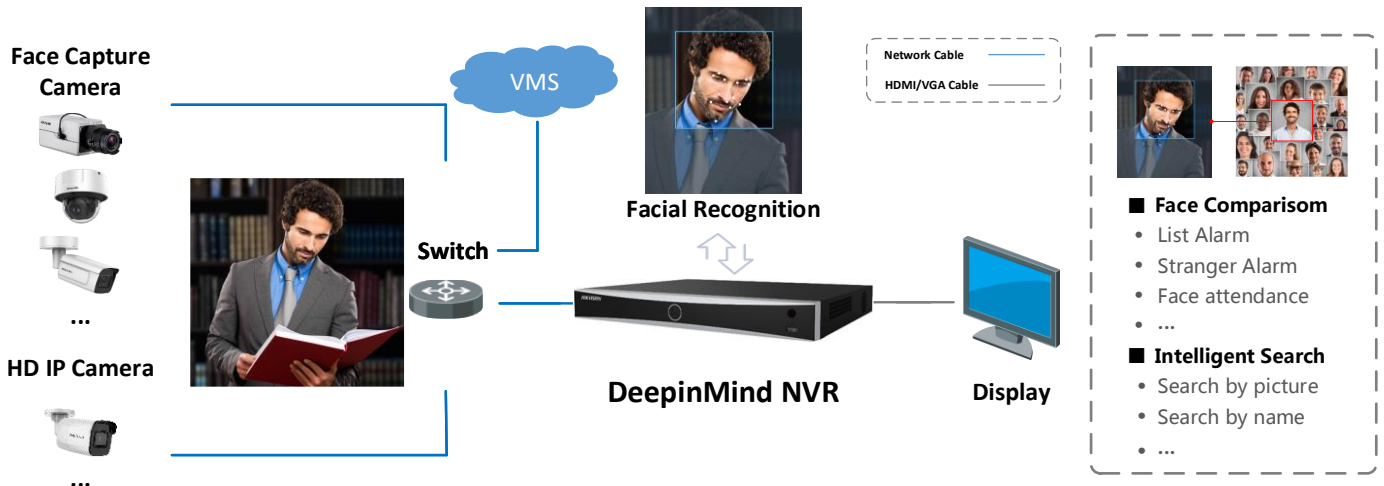 Face Capture
Camera
...
HD IP Camera
...
VMS
Switch
Facial Recognition
HIKVISION
DeepinMind NVR
Display
Network Cable
HDMI/VGA Cable
■ Face Comparisom
• List Alarm
• Stranger Alarm
• Face attendance
• ...
■ Intelligent Search
• Search by picture
• Search by name
• ...